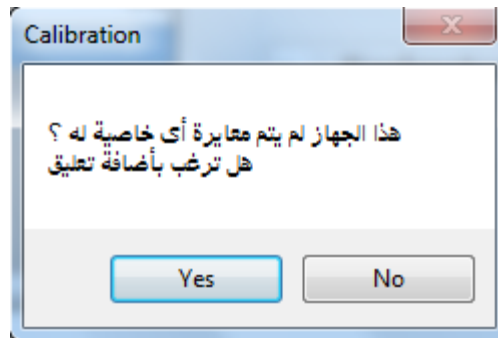 Calibration
هذا الجهاز لم يتم معايرة أى خاصية له ؟
هل ترغب بأضافة تعليق
Yes
No